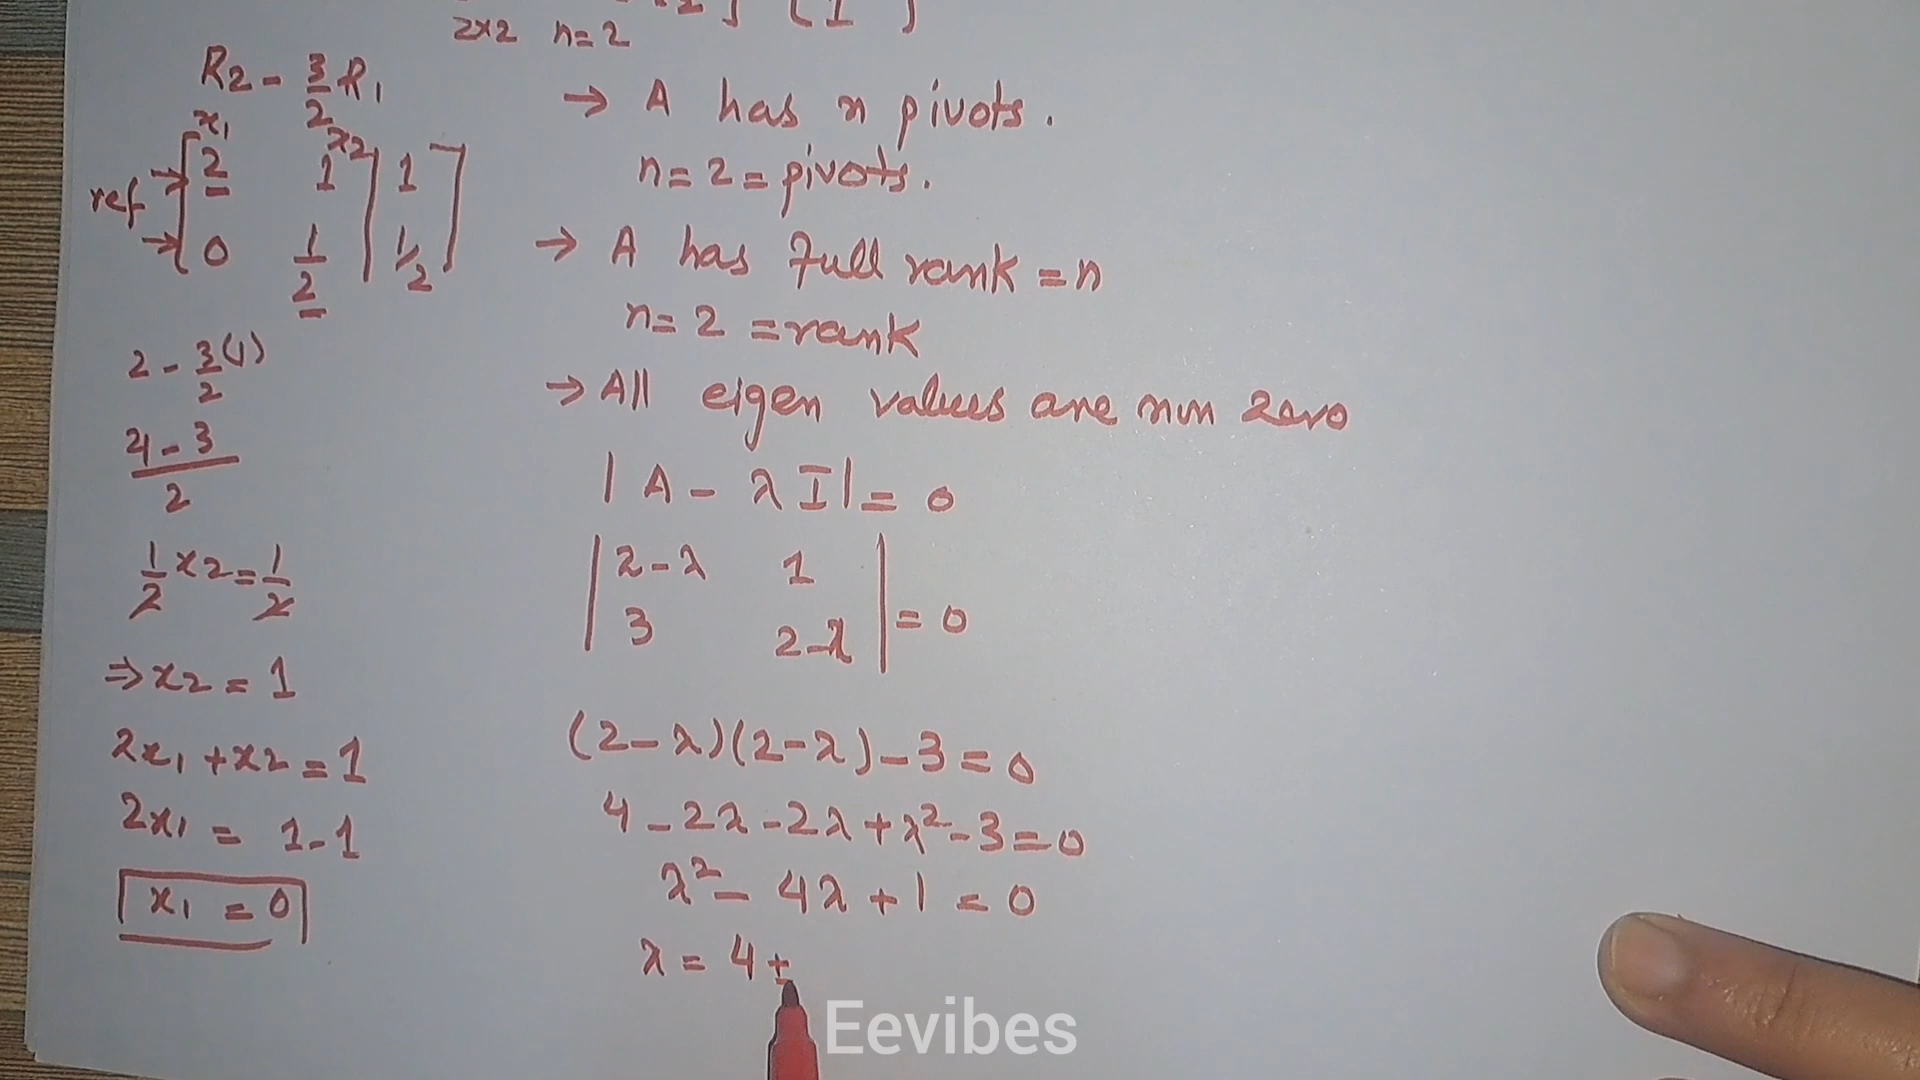 2x2 n=2
R2 - 3/2 R1
x1 x2
2 1 | 1
ref
0 1/2 | 1/2
2 - 3/2 (1)
4-3
2
1/2 x2 = 1/2
⇒ x2 = 1
2x1 + x2 = 1
2x1 = 1-1
x1 = 0
→ A has n pivots.
n=2=pivots.
→ A has full rank = n
n=2 = rank
→ All eigen values are non zero
|A - λI| = 0
|2-λ 1|
|3 2-λ| = 0
(2-λ)(2-λ)-3=0
4-2λ-2λ+λ²-3=0
λ²-4λ+1=0
λ = 4±
Eevibes